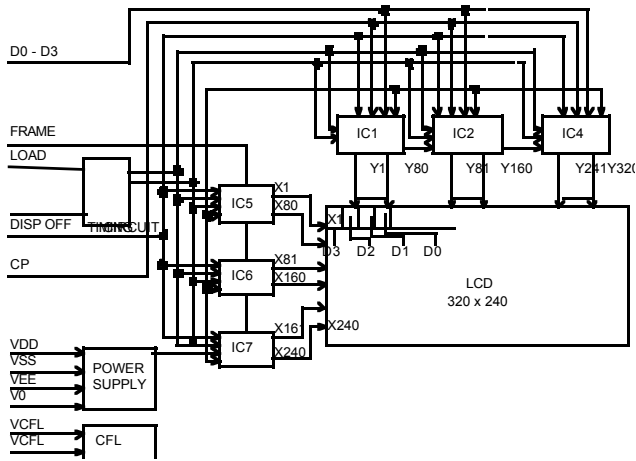 D0 - D3
FRAME
LOAD
DISP OFF
CP
VDD
VSS
VEE
V0
VCFL
VCFL
POWER
SUPPLY
CFL
IC1
IC2
IC4
Y1
Y80
Y81
Y160
Y241
Y320
IC5
X1
X80
IC6
X81
X160
IC7
X161
X240
X1
D3
D2
D1
D0
LCD
320 x 240
X240